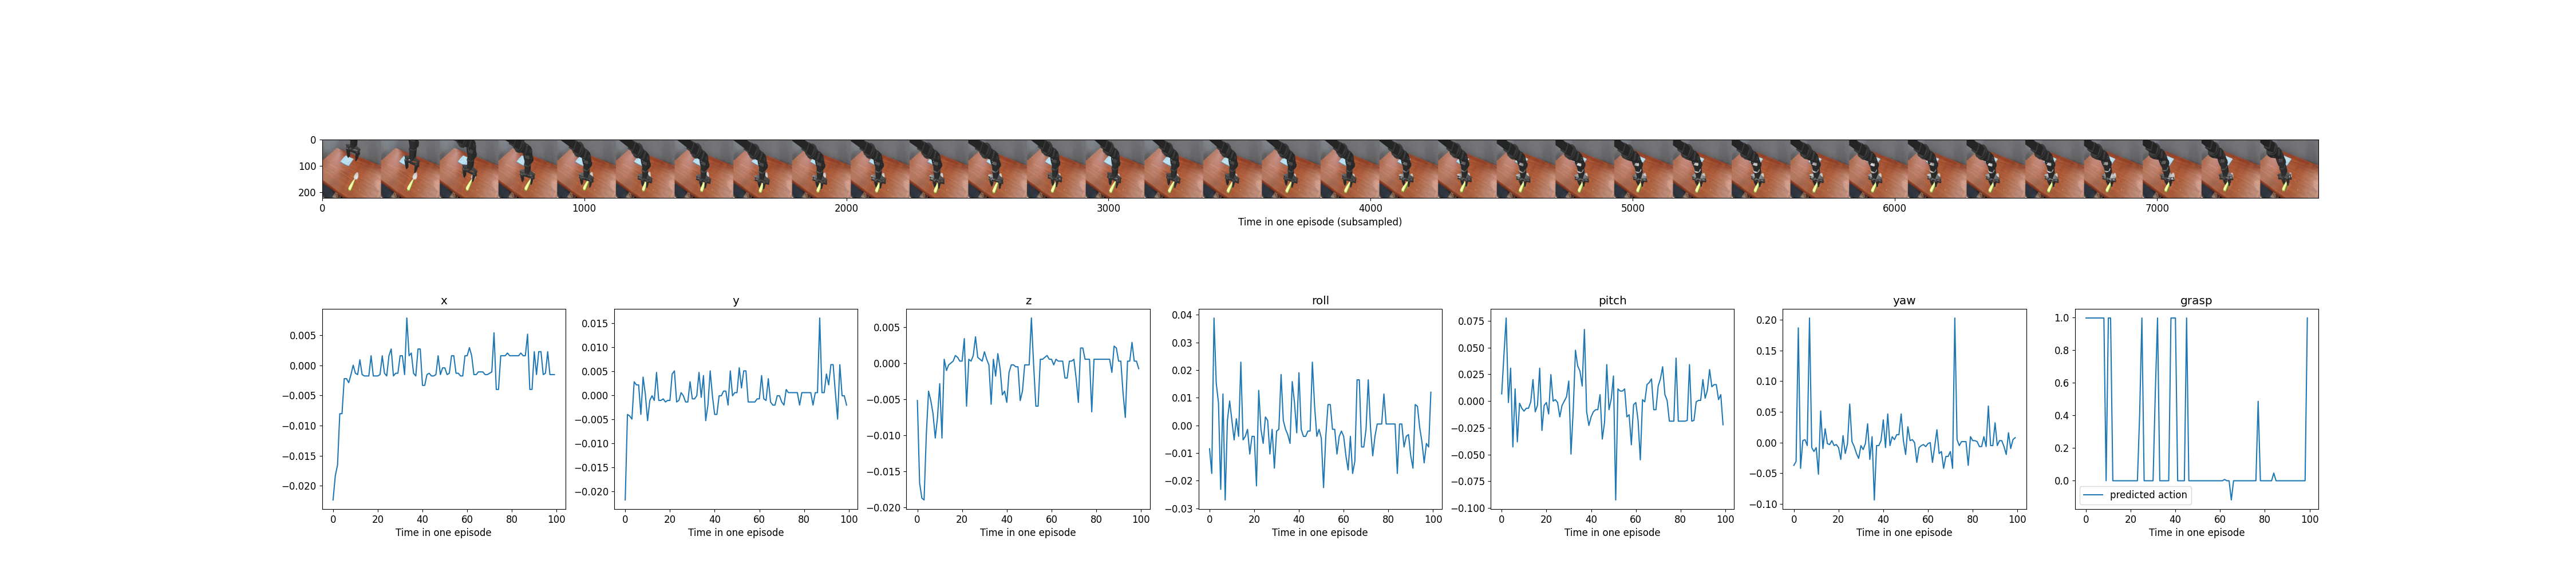 0
100
200
0 1000 2000 3000 4000 5000 6000 7000
Time in one episode (subsampled)
x
0.005
0.000
−0.005
−0.010
−0.015
−0.020
0 20 40 60 80 100
Time in one episode
y
0.015
0.010
0.005
0.000
−0.005
−0.010
−0.015
−0.020
0 20 40 60 80 100
Time in one episode
z
0.005
0.000
−0.005
−0.010
−0.015
−0.020
0 20 40 60 80 100
Time in one episode
roll
0.04
0.03
0.02
0.01
0.00
−0.01
−0.02
−0.03
0 20 40 60 80 100
Time in one episode
pitch
0.075
0.050
0.025
0.000
−0.025
−0.050
−0.075
−0.100
0 20 40 60 80 100
Time in one episode
yaw
0.20
0.15
0.10
0.05
0.00
−0.05
−0.10
0 20 40 60 80 100
Time in one episode
grasp
1.0
0.8
0.6
0.4
0.2
0.0
predicted action
0 20 40 60 80 100
Time in one episode